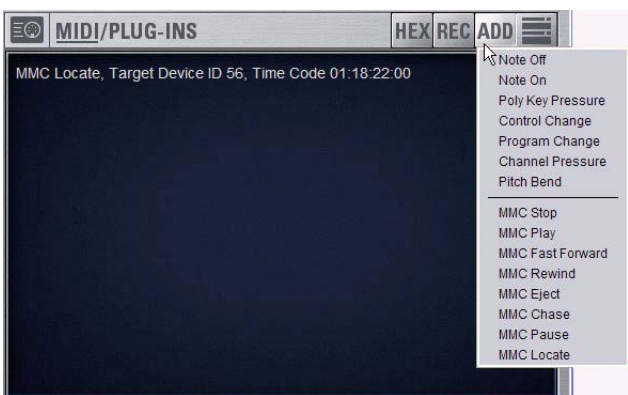 MIDI/PLUG-INS HEX REC ADD
MMC Locate, Target Device ID 56, Time Code 01:18:22:00
Note Off
Note On
Poly Key Pressure
Control Change
Program Change
Channel Pressure
Pitch Bend
MMC Stop
MMC Play
MMC Fast Forward
MMC Rewind
MMC Eject
MMC Chase
MMC Pause
MMC Locate